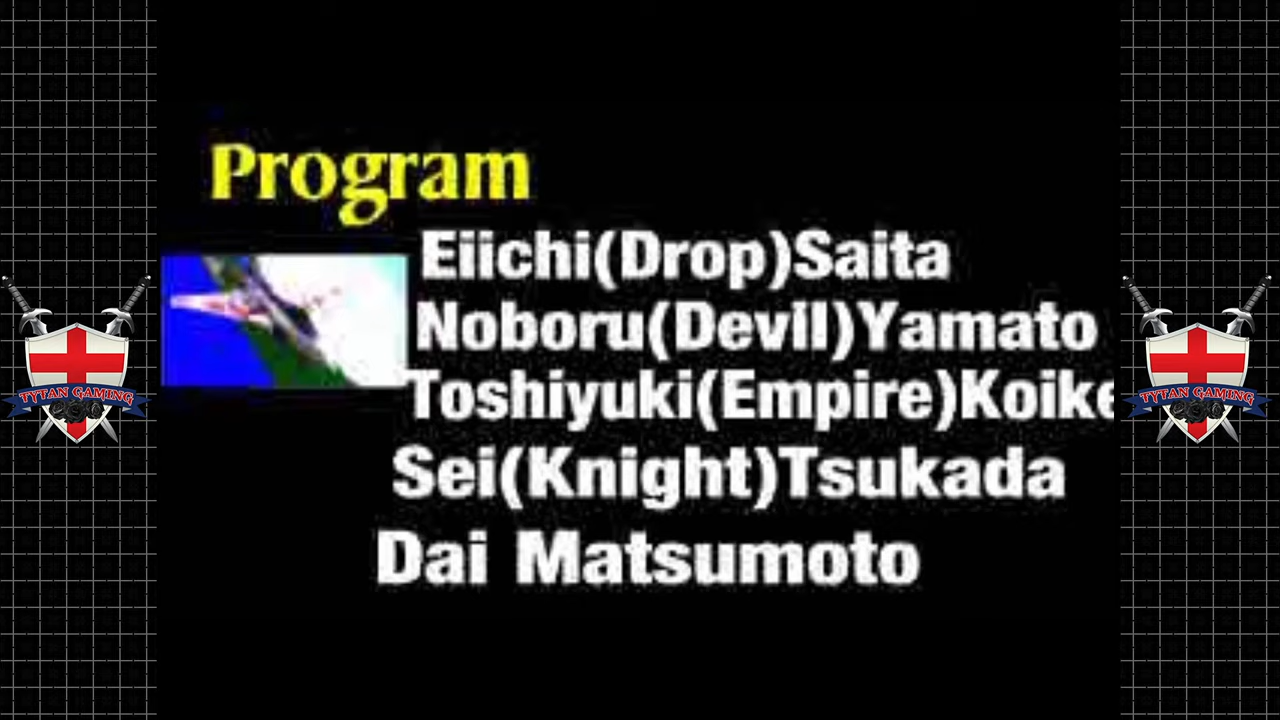 Program
Eiichi(Drop)Saita
Noboru(Devil)Yamato
Toshiyuki(Empire)Koike
Sei(Knight)Tsukada
Dai Matsumoto
TYTAN GAMING
TYTAN GAMING